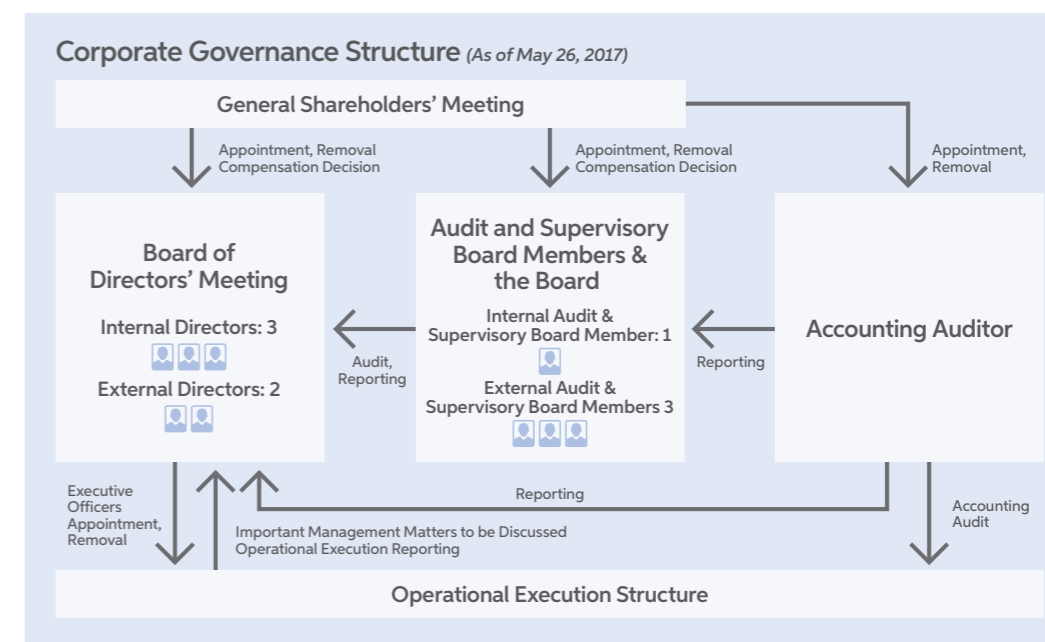 Corporate Governance Structure (As of May 26, 2017)
General Shareholders' Meeting
Appointment, Removal
Compensation Decision
Appointment, Removal
Compensation Decision
Appointment,
Removal
Board of
Directors' Meeting
Internal Directors: 3
External Directors: 2
Audit,
Reporting
Audit and Supervisory
Board Members &
the Board
Internal Audit &
Supervisory Board Member: 1
External Audit &
Supervisory Board Members 3
Reporting
Accounting Auditor
Executive
Officers
Appointment,
Removal
Important Management Matters to be Discussed
Operational Execution Reporting
Reporting
Accounting
Audit
Operational Execution Structure